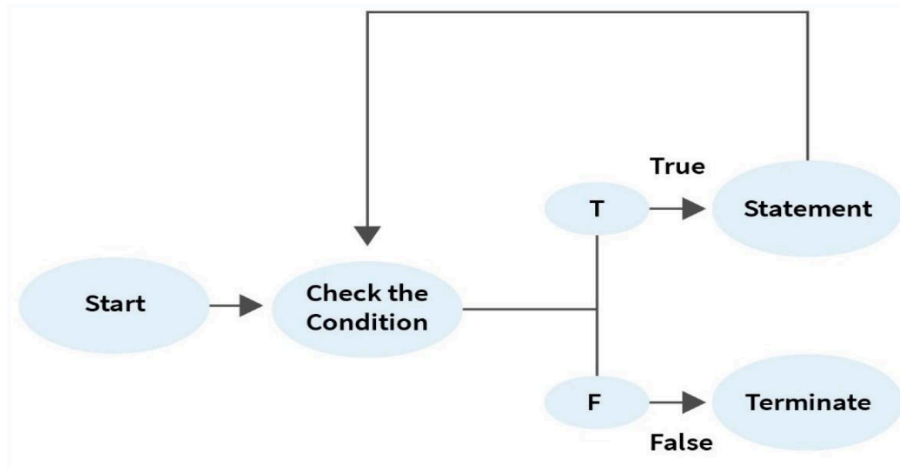 Start
Check the
Condition
T
True
Statement
F
False
Terminate